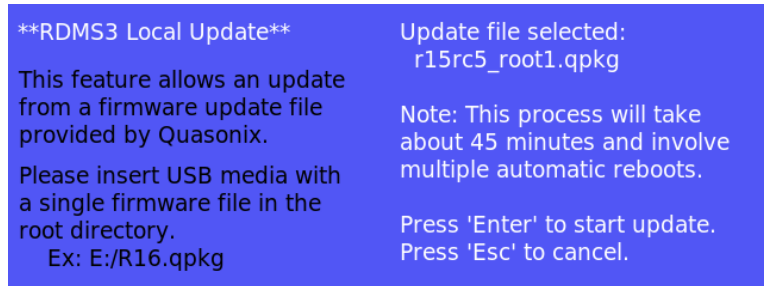 **RDMS3 Local Update**
This feature allows an update
from a firmware update file
provided by Quasonix.
Please insert USB media with
a single firmware file in the
root directory.
Ex: E:/R16.qpkg
Update file selected:
r15rc5_root1.qpkg
Note: This process will take
about 45 minutes and involve
multiple automatic reboots.
Press 'Enter' to start update.
Press 'Esc' to cancel.